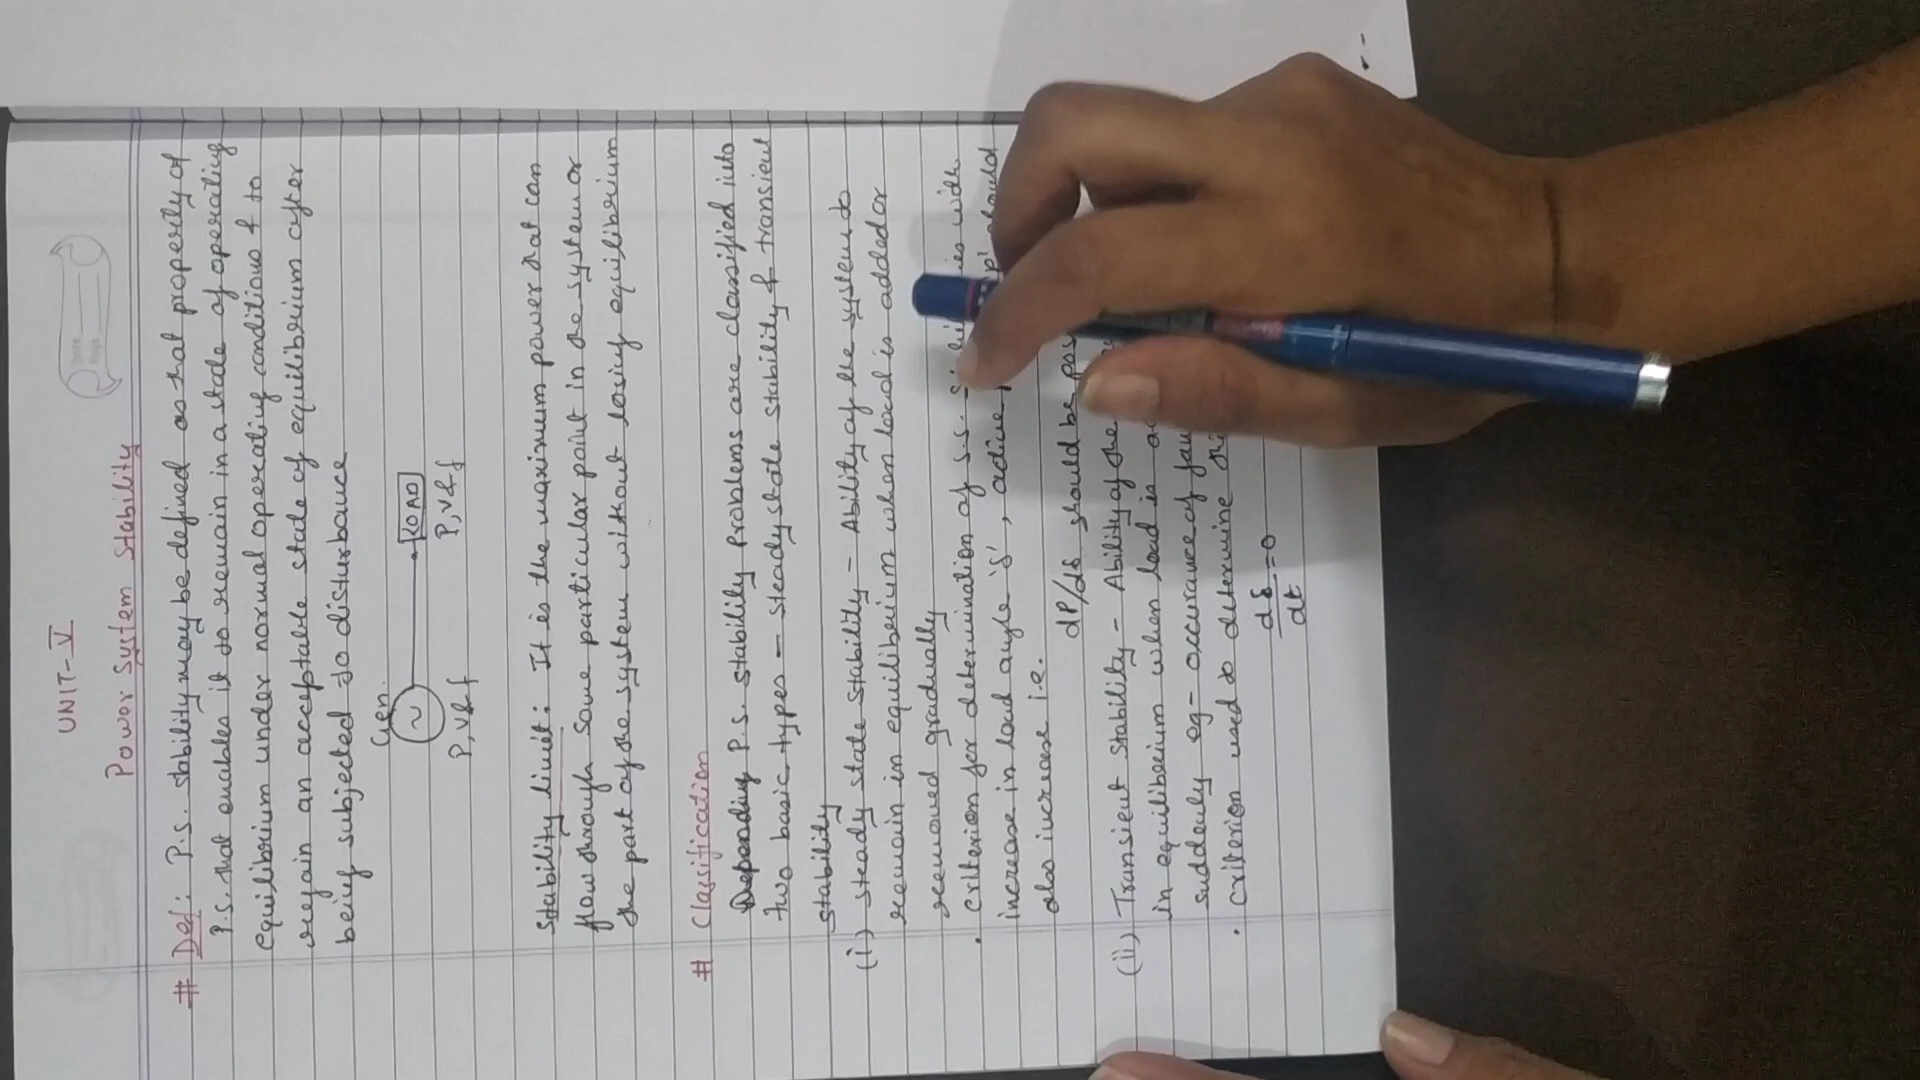 UNIT-V
Power System Stability
# Def: P.S. stability may be defined as that property of
P.S. that enables it to remain in a state of operating
equilibrium under normal operating conditions & to
regain an acceptable state of equilibrium after
being subjected to disturbance
Gen.
~ LOAD
P, V & f P, V & f
Stability limit: It is the maximum power that can
flow through some particular point in the system or
the part of the system without losing equilibrium
# Classification
Depending P.S. stability problems are classified into
two basic types - steady state stability & transient
stability
(i) steady state stability - Ability of the system to
remain in equilibrium when load is added or
removed gradually
. criterion for determination of s.s. with
increase in load angle 'δ', active 'P' should
also increase i.e.
dP/dδ should be
(ii) Transient stability - Ability of the
in equilibrium when load is
suddenly eg- occurance of
. criterion used to determine
dδ/dt = 0